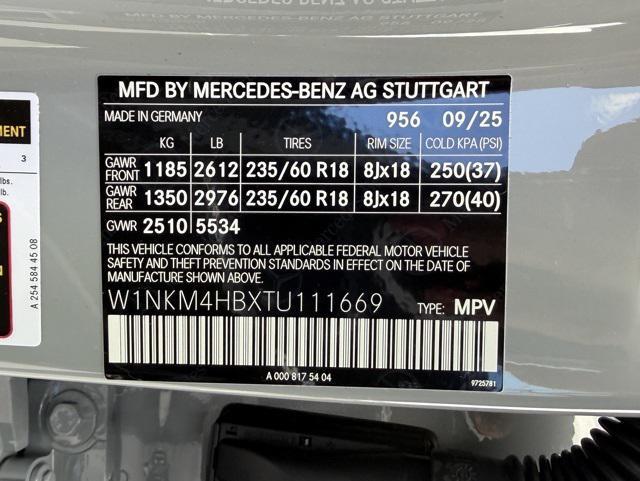 MFD BY MERCEDES-BENZ AG STUTTGART
MADE IN GERMANY 956 09/25
KG LB TIRES RIM SIZE COLD KPA(PSI)
GAWR FRONT 1185 2612 235/60 R18 8Jx18 250(37)
GAWR REAR 1350 2976 235/60 R18 8Jx18 270(40)
GVWR 2510 5534
THIS VEHICLE CONFORMS TO ALL APPLICABLE FEDERAL MOTOR VEHICLE
SAFETY AND THEFT PREVENTION STANDARDS IN EFFECT ON THE DATE OF
MANUFACTURE SHOWN ABOVE.
W1NKM4HBXTU111669 TYPE: MPV
A 000 817 54 04 9725781
3
lbs.
lb.
A 254 584 45 08